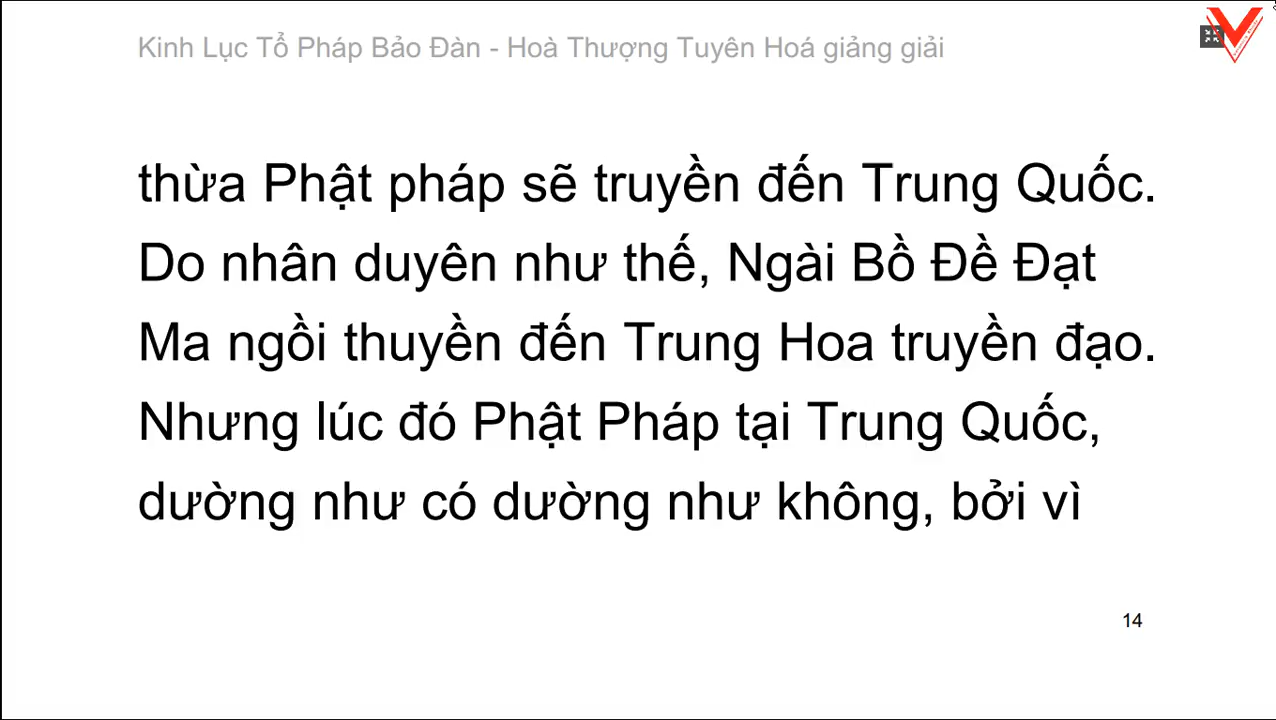 Kinh Lục Tổ Pháp Bảo Đàn - Hoà Thượng Tuyên Hoá giảng giải
thừa Phật pháp sẽ truyền đến Trung Quốc.
Do nhân duyên như thế, Ngài Bồ Đề Đạt
Ma ngồi thuyền đến Trung Hoa truyền đạo.
Nhưng lúc đó Phật Pháp tại Trung Quốc,
dường như có dường như không, bởi vì
14